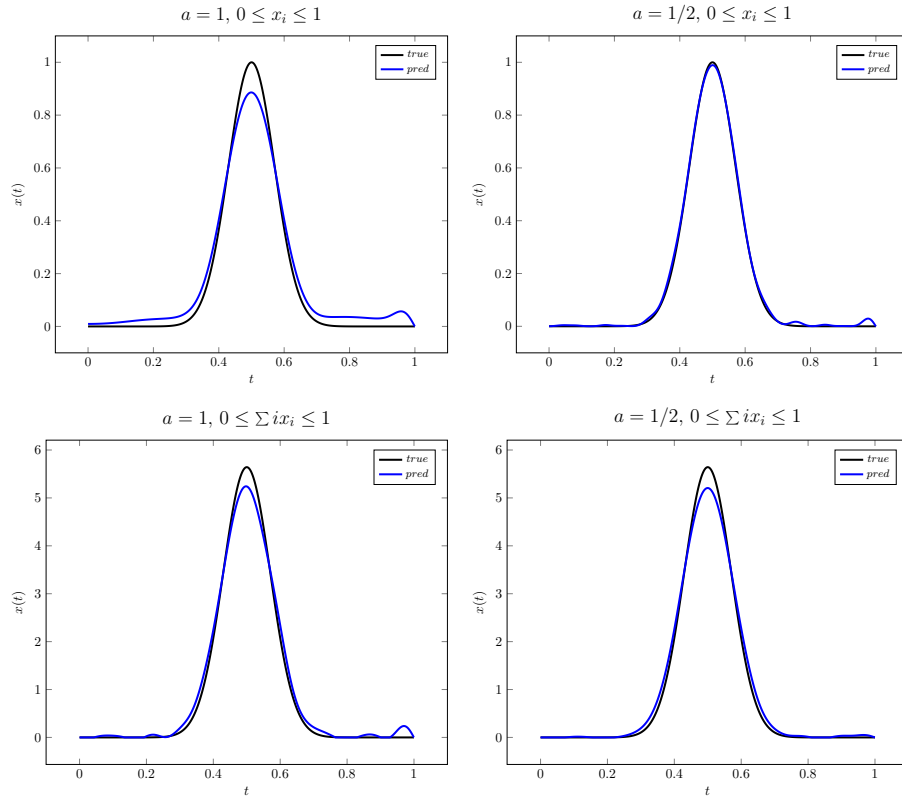 a = 1, 0 ≤ x_i ≤ 1
true
pred
1
0.8
0.6
0.4
0.2
0
x(t)
0
0.2
0.4
0.6
0.8
1
t
a = 1/2, 0 ≤ x_i ≤ 1
true
pred
1
0.8
0.6
0.4
0.2
0
x(t)
0
0.2
0.4
0.6
0.8
1
t
a = 1, 0 ≤ ∑ ix_i ≤ 1
true
pred
6
5
4
3
2
1
0
x(t)
0
0.2
0.4
0.6
0.8
1
t
a = 1/2, 0 ≤ ∑ ix_i ≤ 1
true
pred
6
5
4
3
2
1
0
x(t)
0
0.2
0.4
0.6
0.8
1
t